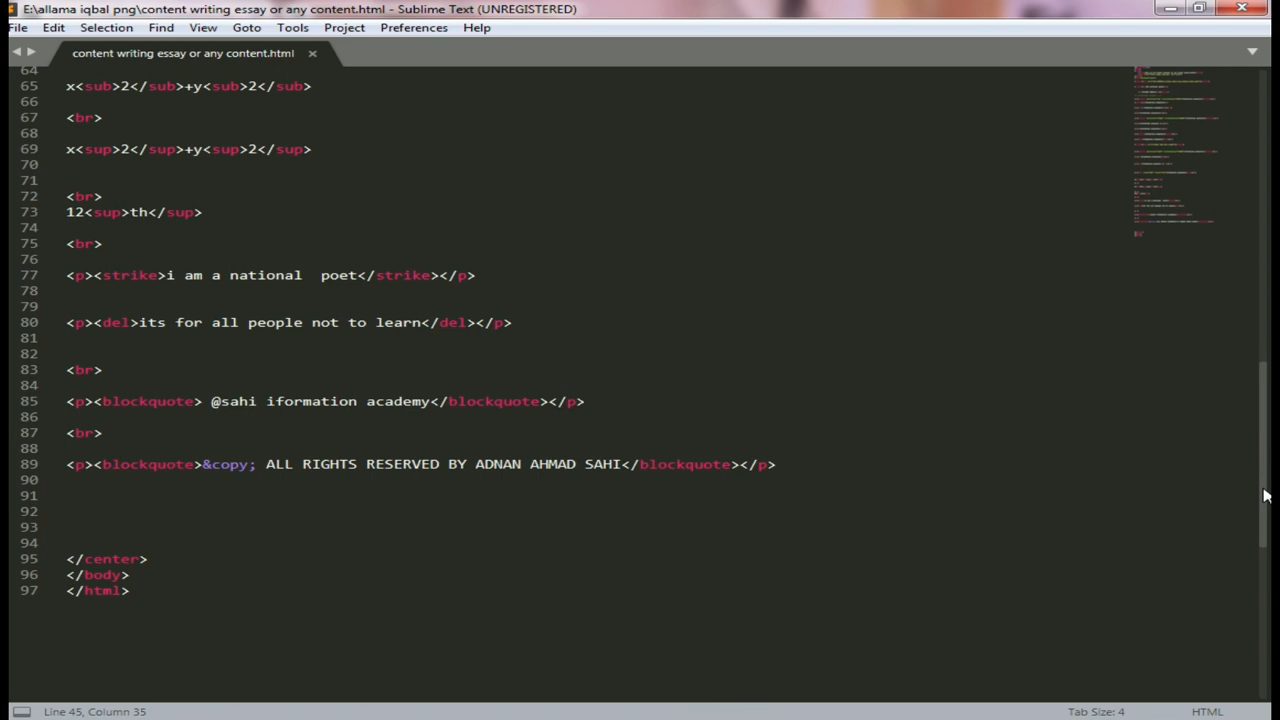 E:\allama iqbal png\content writing essay or any content.html - Sublime Text (UNREGISTERED)
File Edit Selection Find View Goto Tools Project Preferences Help
content writing essay or any content.html ×
64
65 x<sub>2</sub>+y<sub>2</sub>
66
67 <br>
68
69 x<sup>2</sup>+y<sup>2</sup>
70
71
72 <br>
73 12<sup>th</sup>
74
75 <br>
76
77 <p><strike>i am a national  poet</strike></p>
78
79
80 <p><del>its for all people not to learn</del></p>
81
82
83 <br>
84
85 <p><blockquote> @sahi iformation academy</blockquote></p>
86
87 <br>
88
89 <p><blockquote>&copy; ALL RIGHTS RESERVED BY ADNAN AHMAD SAHI</blockquote></p>
90
91
92
93
94
95 </center>
96 </body>
97 </html>
Line 45, Column 35 Tab Size: 4 HTML